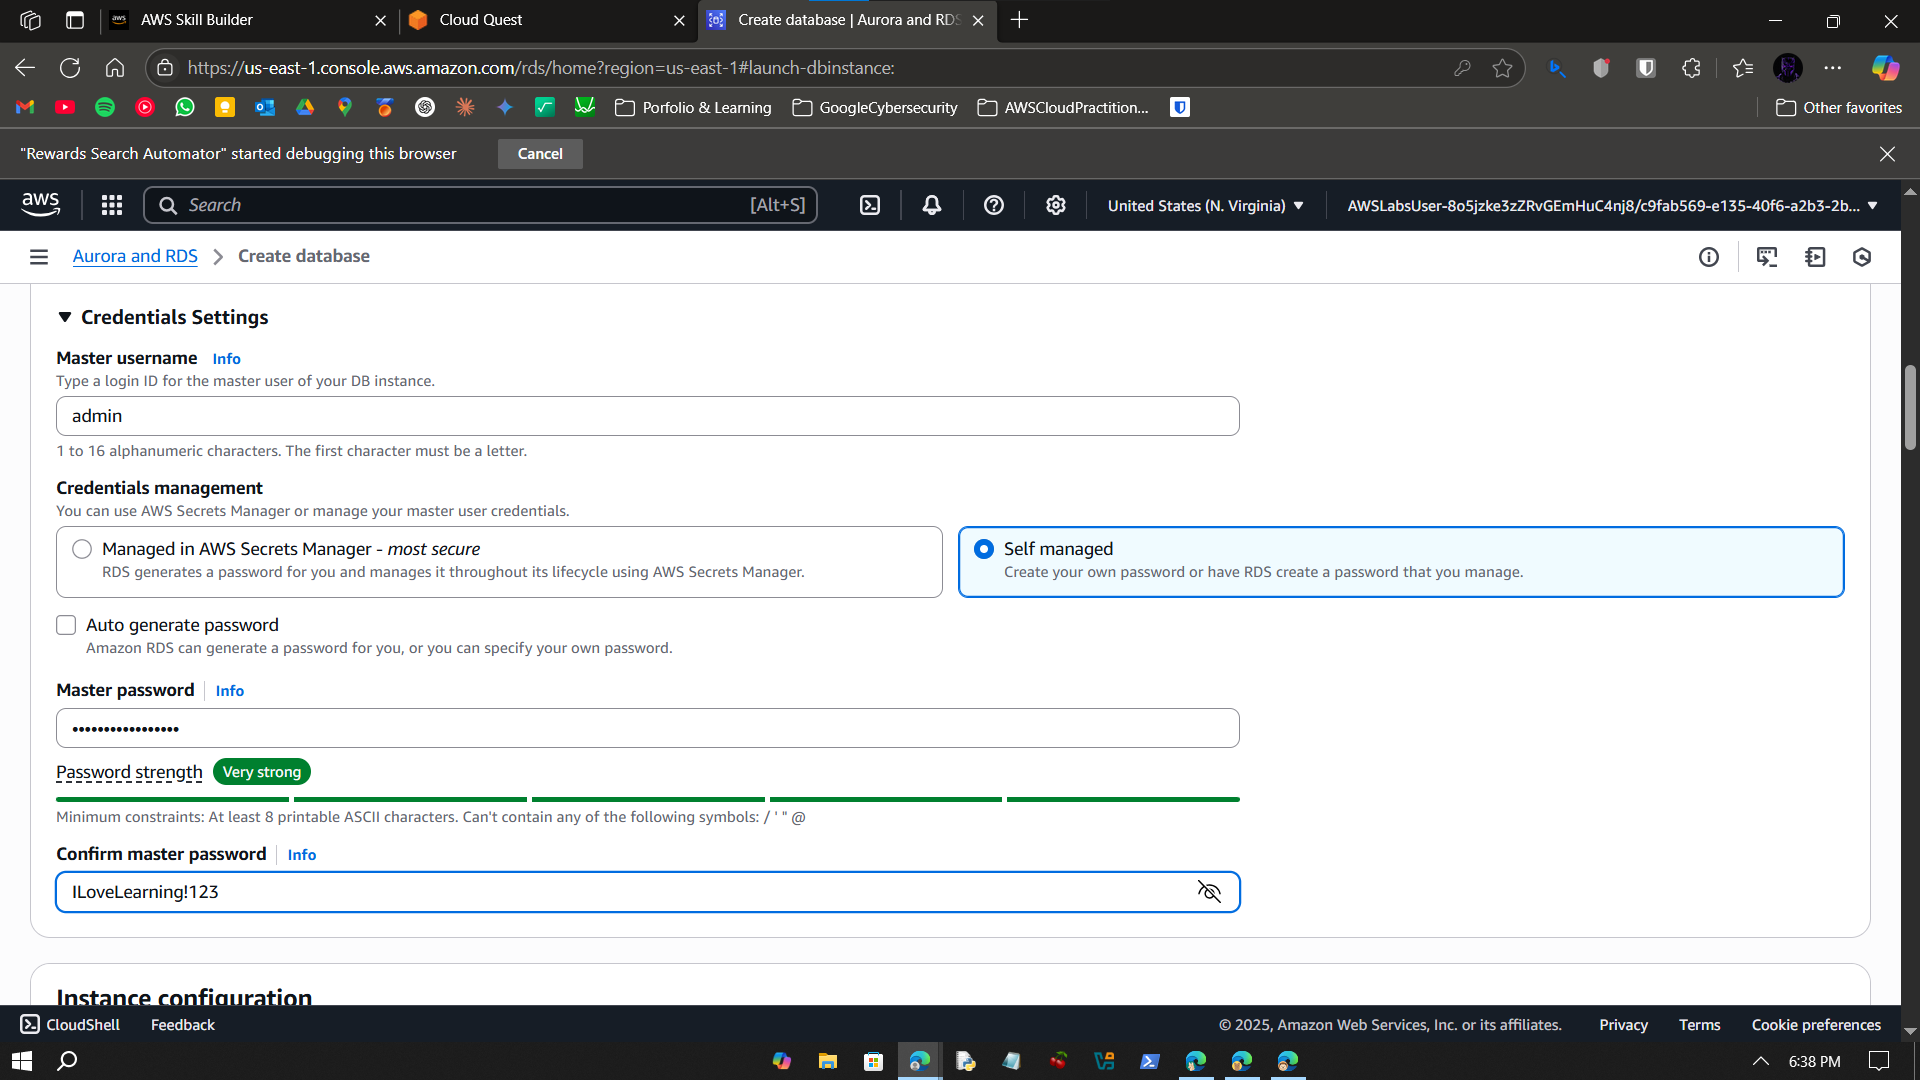 AWS Skill Builder
Cloud Quest
Create database | Aurora and RDS
https://us-east-1.console.aws.amazon.com/rds/home?region=us-east-1#launch-dbinstance:
Porfolio & Learning
GoogleCybersecurity
AWSCloudPractition...
Other favorites
"Rewards Search Automator" started debugging this browser
Cancel
aws
Search
[Alt+S]
United States (N. Virginia)
AWSLabsUser-8o5jzke3zZRvGEmHuC4nj8/c9fab569-e135-40f6-a2b3-2b...
Aurora and RDS
Create database
Credentials Settings
Master username
Info
Type a login ID for the master user of your DB instance.
admin
1 to 16 alphanumeric characters. The first character must be a letter.
Credentials management
You can use AWS Secrets Manager or manage your master user credentials.
Managed in AWS Secrets Manager - most secure
RDS generates a password for you and manages it throughout its lifecycle using AWS Secrets Manager.
Self managed
Create your own password or have RDS create a password that you manage.
Auto generate password
Amazon RDS can generate a password for you, or you can specify your own password.
Master password
Info
•••••••••••••••••
Password strength
Very strong
Minimum constraints: At least 8 printable ASCII characters. Can't contain any of the following symbols: / ' " @
Confirm master password
Info
ILoveLearning!123
Instance configuration
CloudShell
Feedback
© 2025, Amazon Web Services, Inc. or its affiliates.
Privacy
Terms
Cookie preferences
6:38 PM